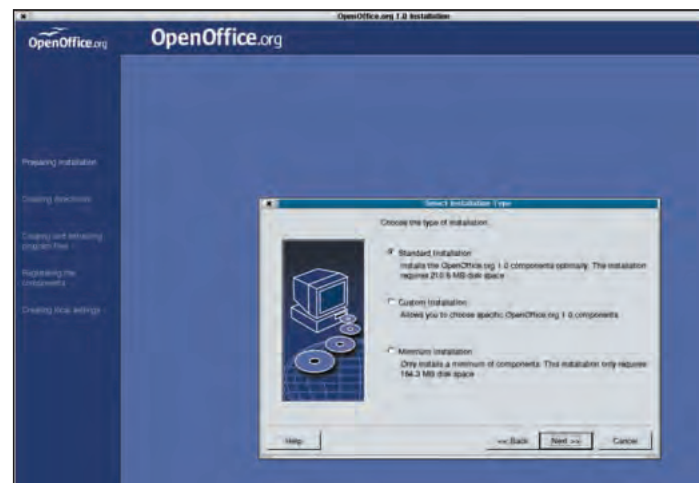 OpenOffice.org 1.0 Installation
OpenOffice.org
OpenOffice.org
Preparing installation
Creating directories
Copying and extracting
program files
Registering the
components
Creating local settings
Select Installation Type
Choose the type of installation.
Standard Installation
Installs the OpenOffice.org 1.0 components optimally. The installation
requires MB disk space
Custom Installation
Allows you to choose specific OpenOffice.org 1.0 components
Minimum Installation
Only installs a minimum of components. This installation only requires
MB disk space
Help
<< Back
Next >>
Cancel